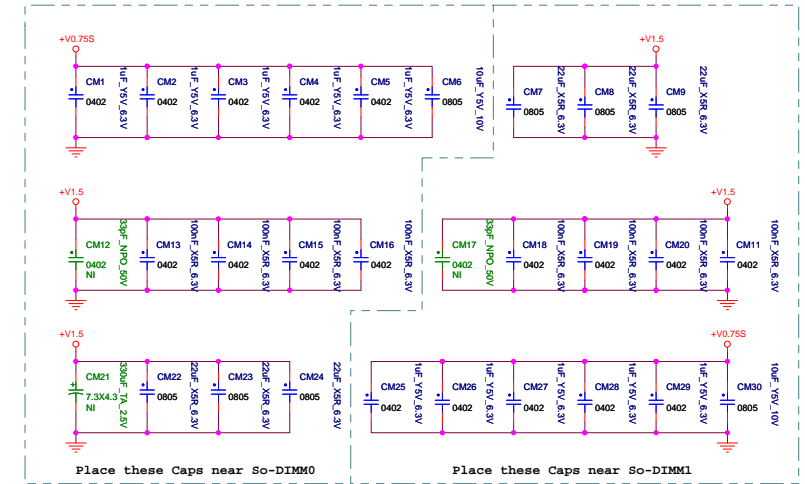 +V0.75S
CM1
0402
1uF_Y5V_6.3V
CM2
0402
1uF_Y5V_6.3V
CM3
0402
1uF_Y5V_6.3V
CM4
0402
1uF_Y5V_6.3V
CM5
0402
1uF_Y5V_6.3V
CM6
0805
10uF_Y5V_10V
+V1.5
CM7
0805
22uF_X5R_6.3V
CM8
0805
22uF_X5R_6.3V
CM9
0805
22uF_X5R_6.3V
+V1.5
CM12
0402
NI
33pF_NPO_50V
CM13
0402
100nF_X5R_6.3V
CM14
0402
100nF_X5R_6.3V
CM15
0402
100nF_X5R_6.3V
CM16
0402
100nF_X5R_6.3V
+V1.5
CM17
0402
NI
33pF_NPO_50V
CM18
0402
100nF_X5R_6.3V
CM19
0402
100nF_X5R_6.3V
CM20
0402
100nF_X5R_6.3V
CM11
0402
100nF_X5R_6.3V
+V1.5
CM21
7.3X4.3
NI
330uF_TA_2.5V
CM22
0805
22uF_X5R_6.3V
CM23
0805
22uF_X5R_6.3V
CM24
0805
22uF_X5R_6.3V
+V0.75S
CM25
0402
1uF_Y5V_6.3V
CM26
0402
1uF_Y5V_6.3V
CM27
0402
1uF_Y5V_6.3V
CM28
0402
1uF_Y5V_6.3V
CM29
0402
1uF_Y5V_6.3V
CM30
0805
10uF_Y5V_10V
Place these Caps near So-DIMM0
Place these Caps near So-DIMM1